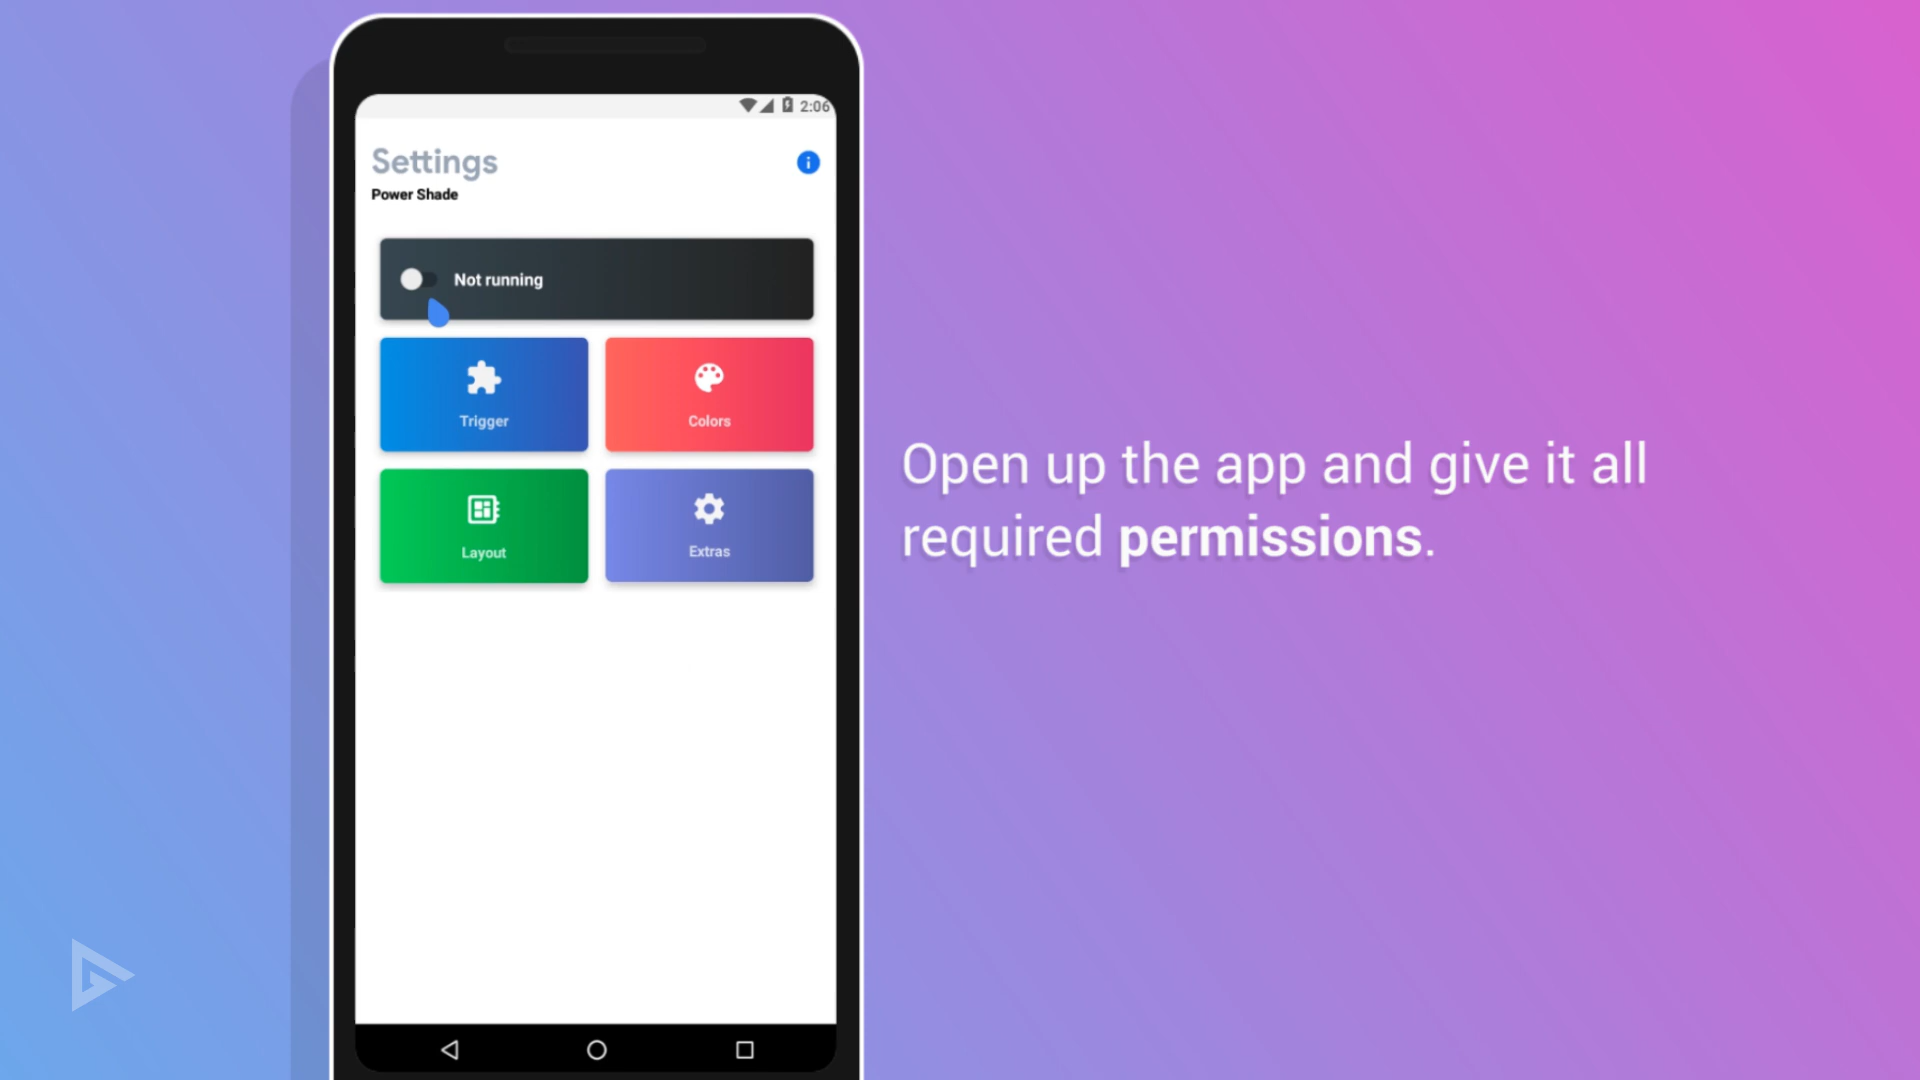 2:06
Settings
Power Shade
Not running
Trigger
Colors
Layout
Extras
Open up the app and give it all
required permissions.